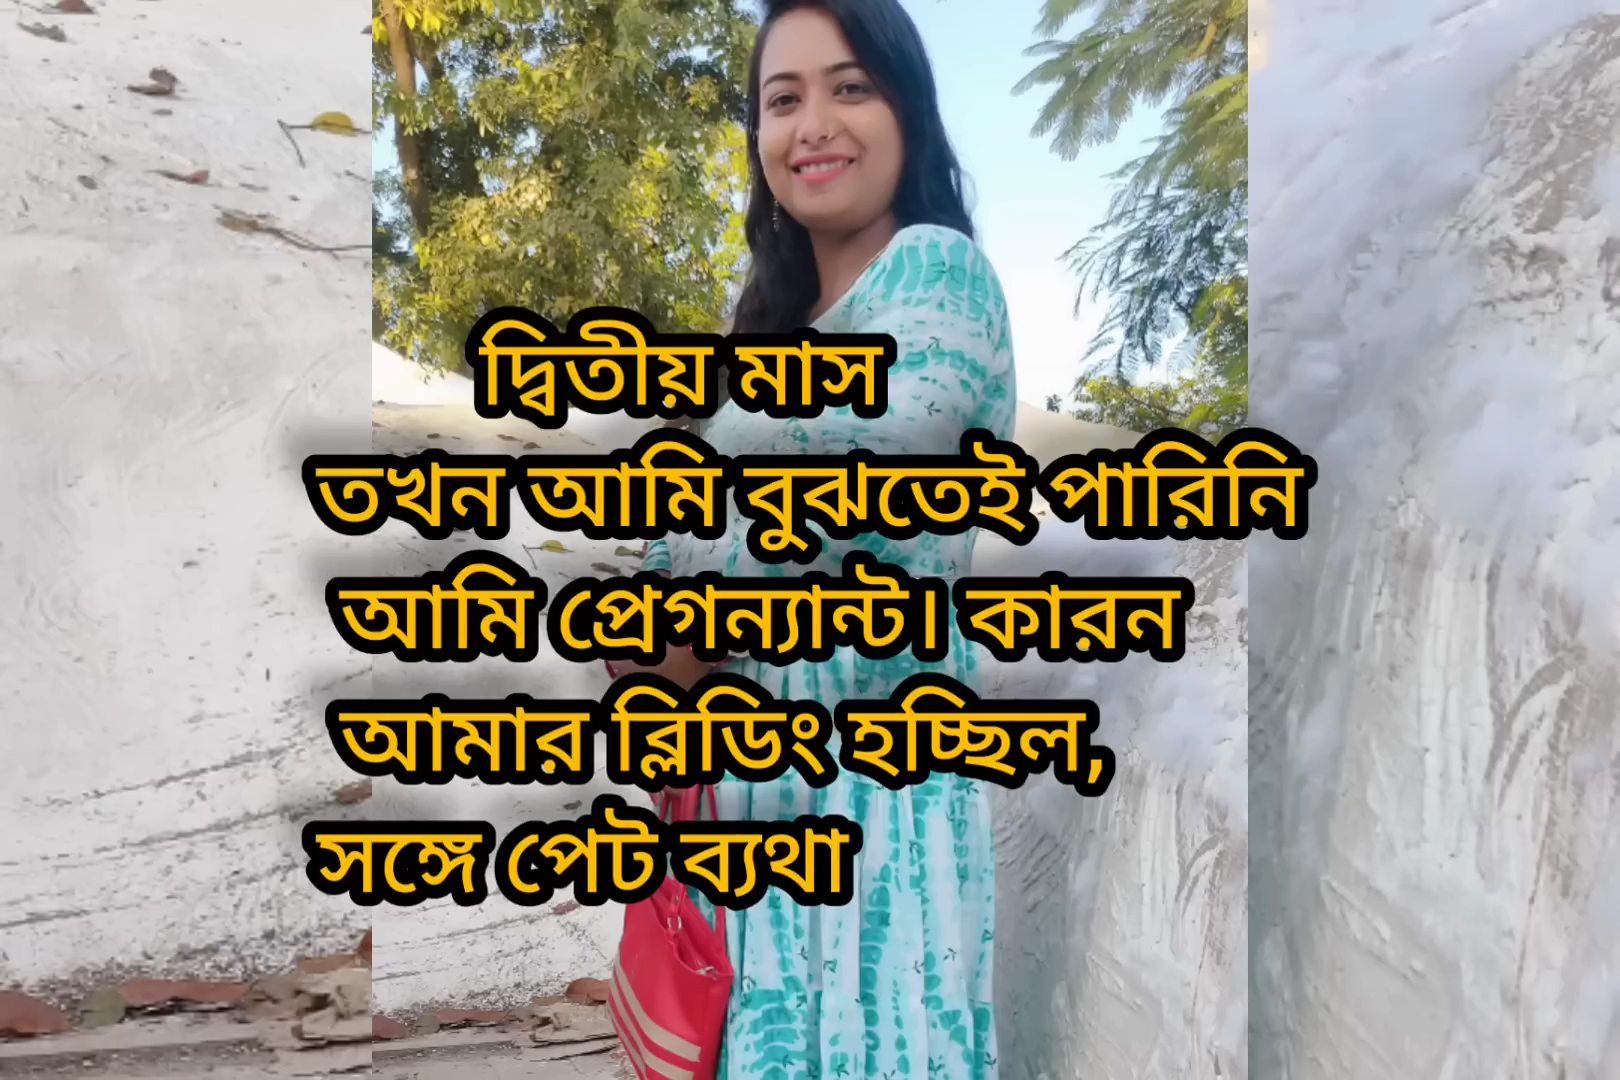 দ্বিতীয় মাস
তখন আমি বুঝতেই পারিনি
আমি প্রেগন্যান্ট। কারন
আমার ব্লিডিং হচ্ছিল,
সঙ্গে পেট ব্যথা